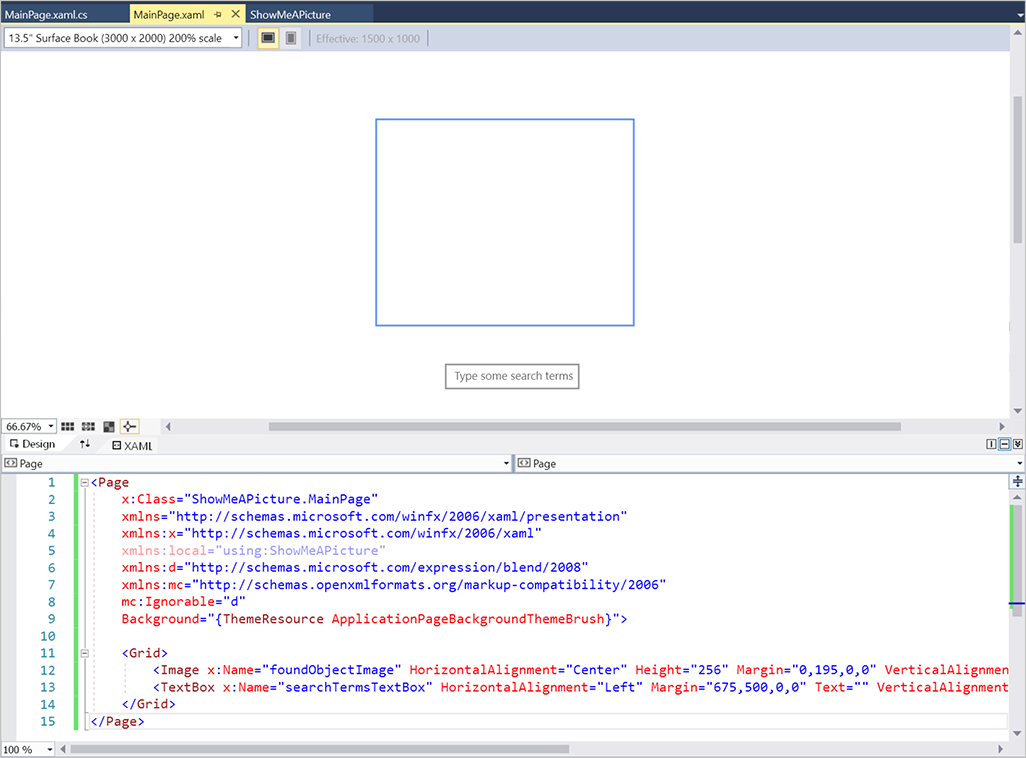 MainPage.xaml.cs MainPage.xaml ShowMeAPicture
13.5" Surface Book (3000 x 2000) 200% scale Effective: 1500 x 1000
Type some search terms
66.67%
Design XAML
Page Page
1 <Page
2 x:Class="ShowMeAPicture.MainPage"
3 xmlns="http://schemas.microsoft.com/winfx/2006/xaml/presentation"
4 xmlns:x="http://schemas.microsoft.com/winfx/2006/xaml"
5 xmlns:local="using:ShowMeAPicture"
6 xmlns:d="http://schemas.microsoft.com/expression/blend/2008"
7 xmlns:mc="http://schemas.openxmlformats.org/markup-compatibility/2006"
8 mc:Ignorable="d"
9 Background="{ThemeResource ApplicationPageBackgroundThemeBrush}">
10
11 <Grid>
12 <Image x:Name="foundObjectImage" HorizontalAlignment="Center" Height="256" Margin="0,195,0,0" VerticalAlignmen
13 <TextBox x:Name="searchTermsTextBox" HorizontalAlignment="Left" Margin="675,500,0,0" Text="" VerticalAlignment
14 </Grid>
15 </Page>
100 %